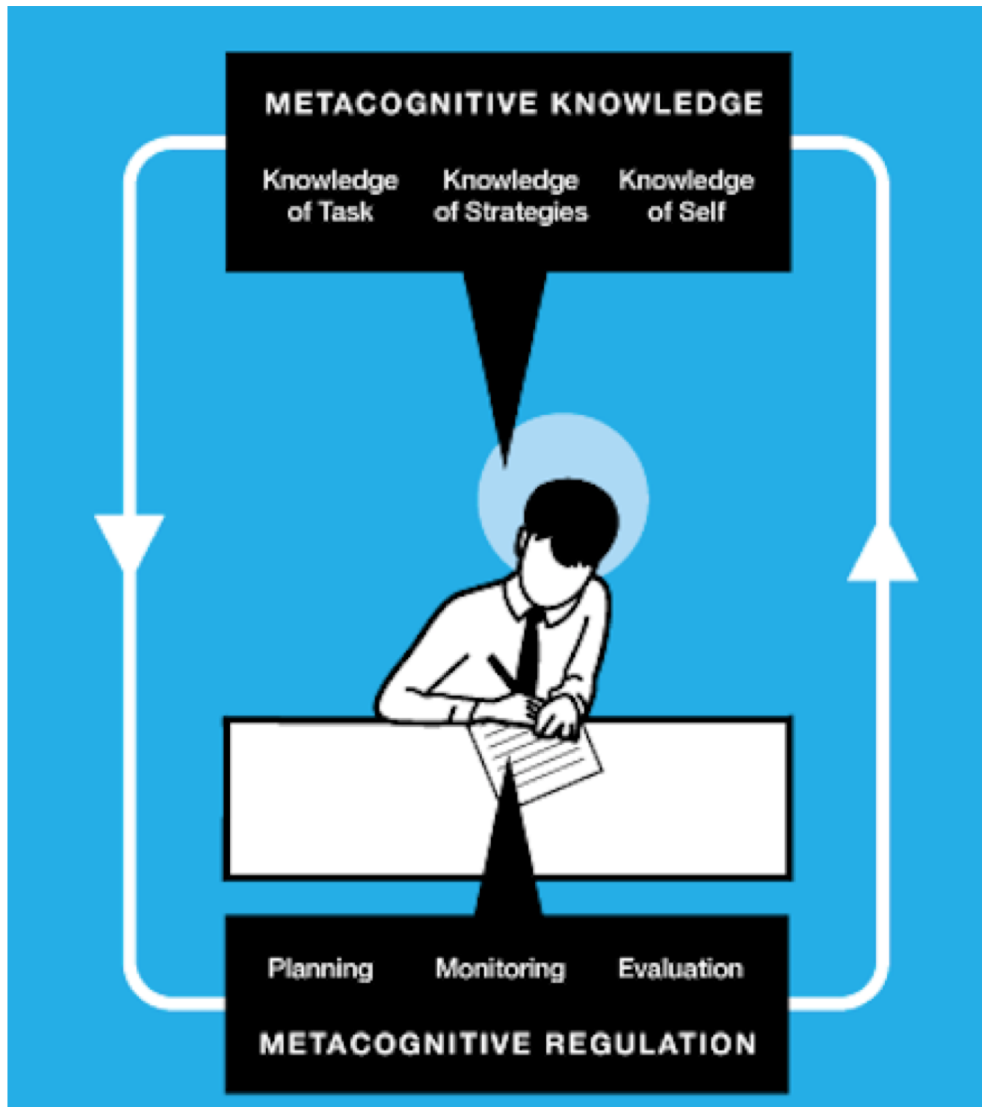 METACOGNITIVE KNOWLEDGE
Knowledge of Task
Knowledge of Strategies
Knowledge of Self
Planning Monitoring Evaluation
METACOGNITIVE REGULATION